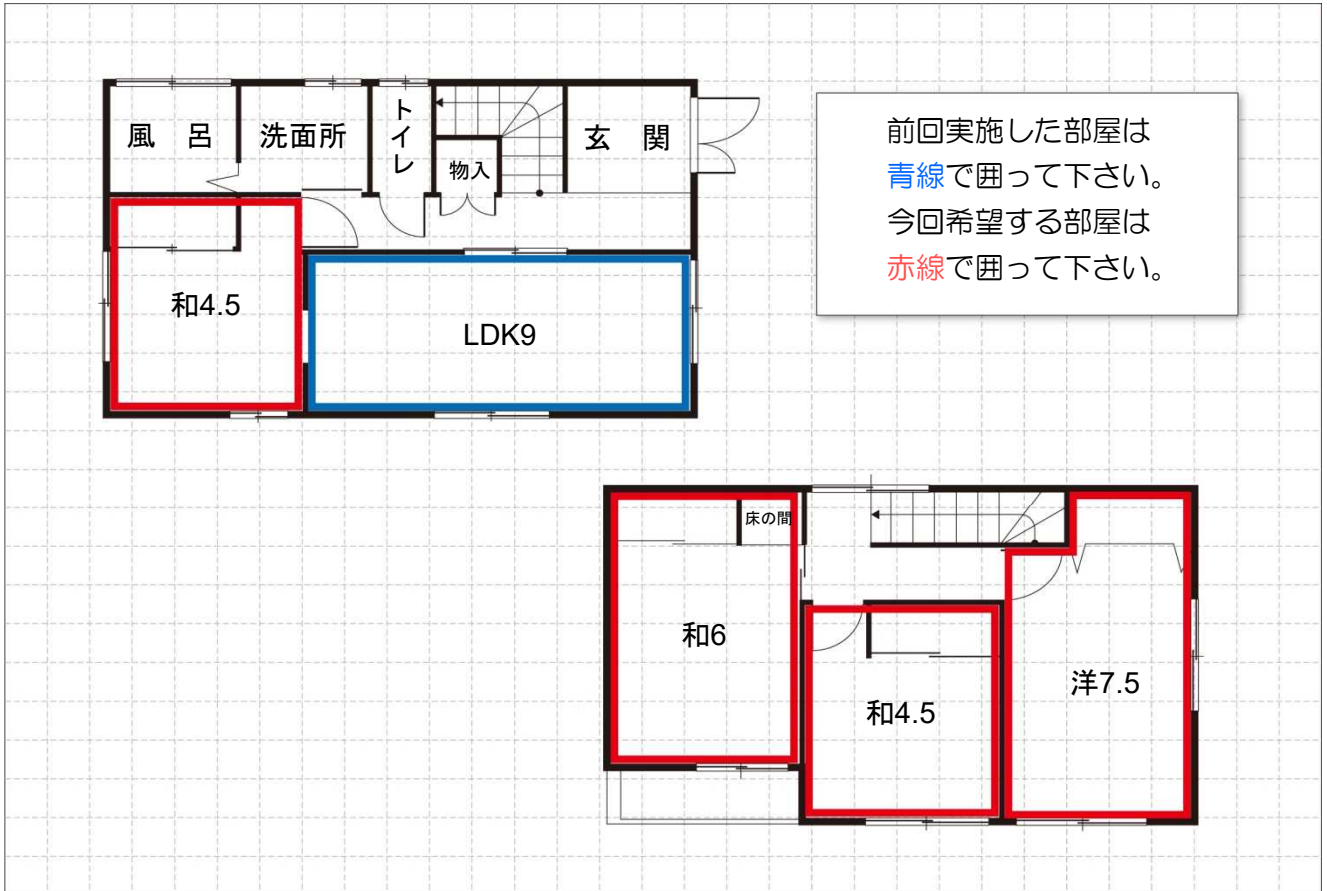 風 呂
洗面所
トイレ
物入
玄 関
前回実施した部屋は
青線で囲って下さい。
今回希望する部屋は
赤線で囲って下さい。
和4.5
LDK9
床の間
和6
和4.5
洋7.5